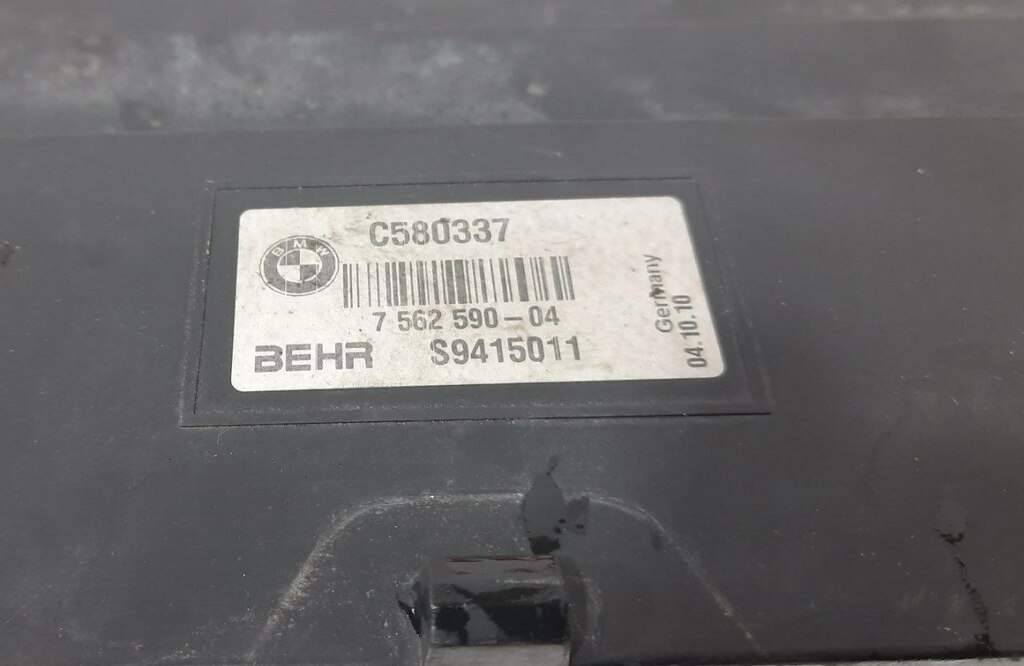 C580337
BMW
7 562 590-04
BEHR S9415011
Germany
04.10.10